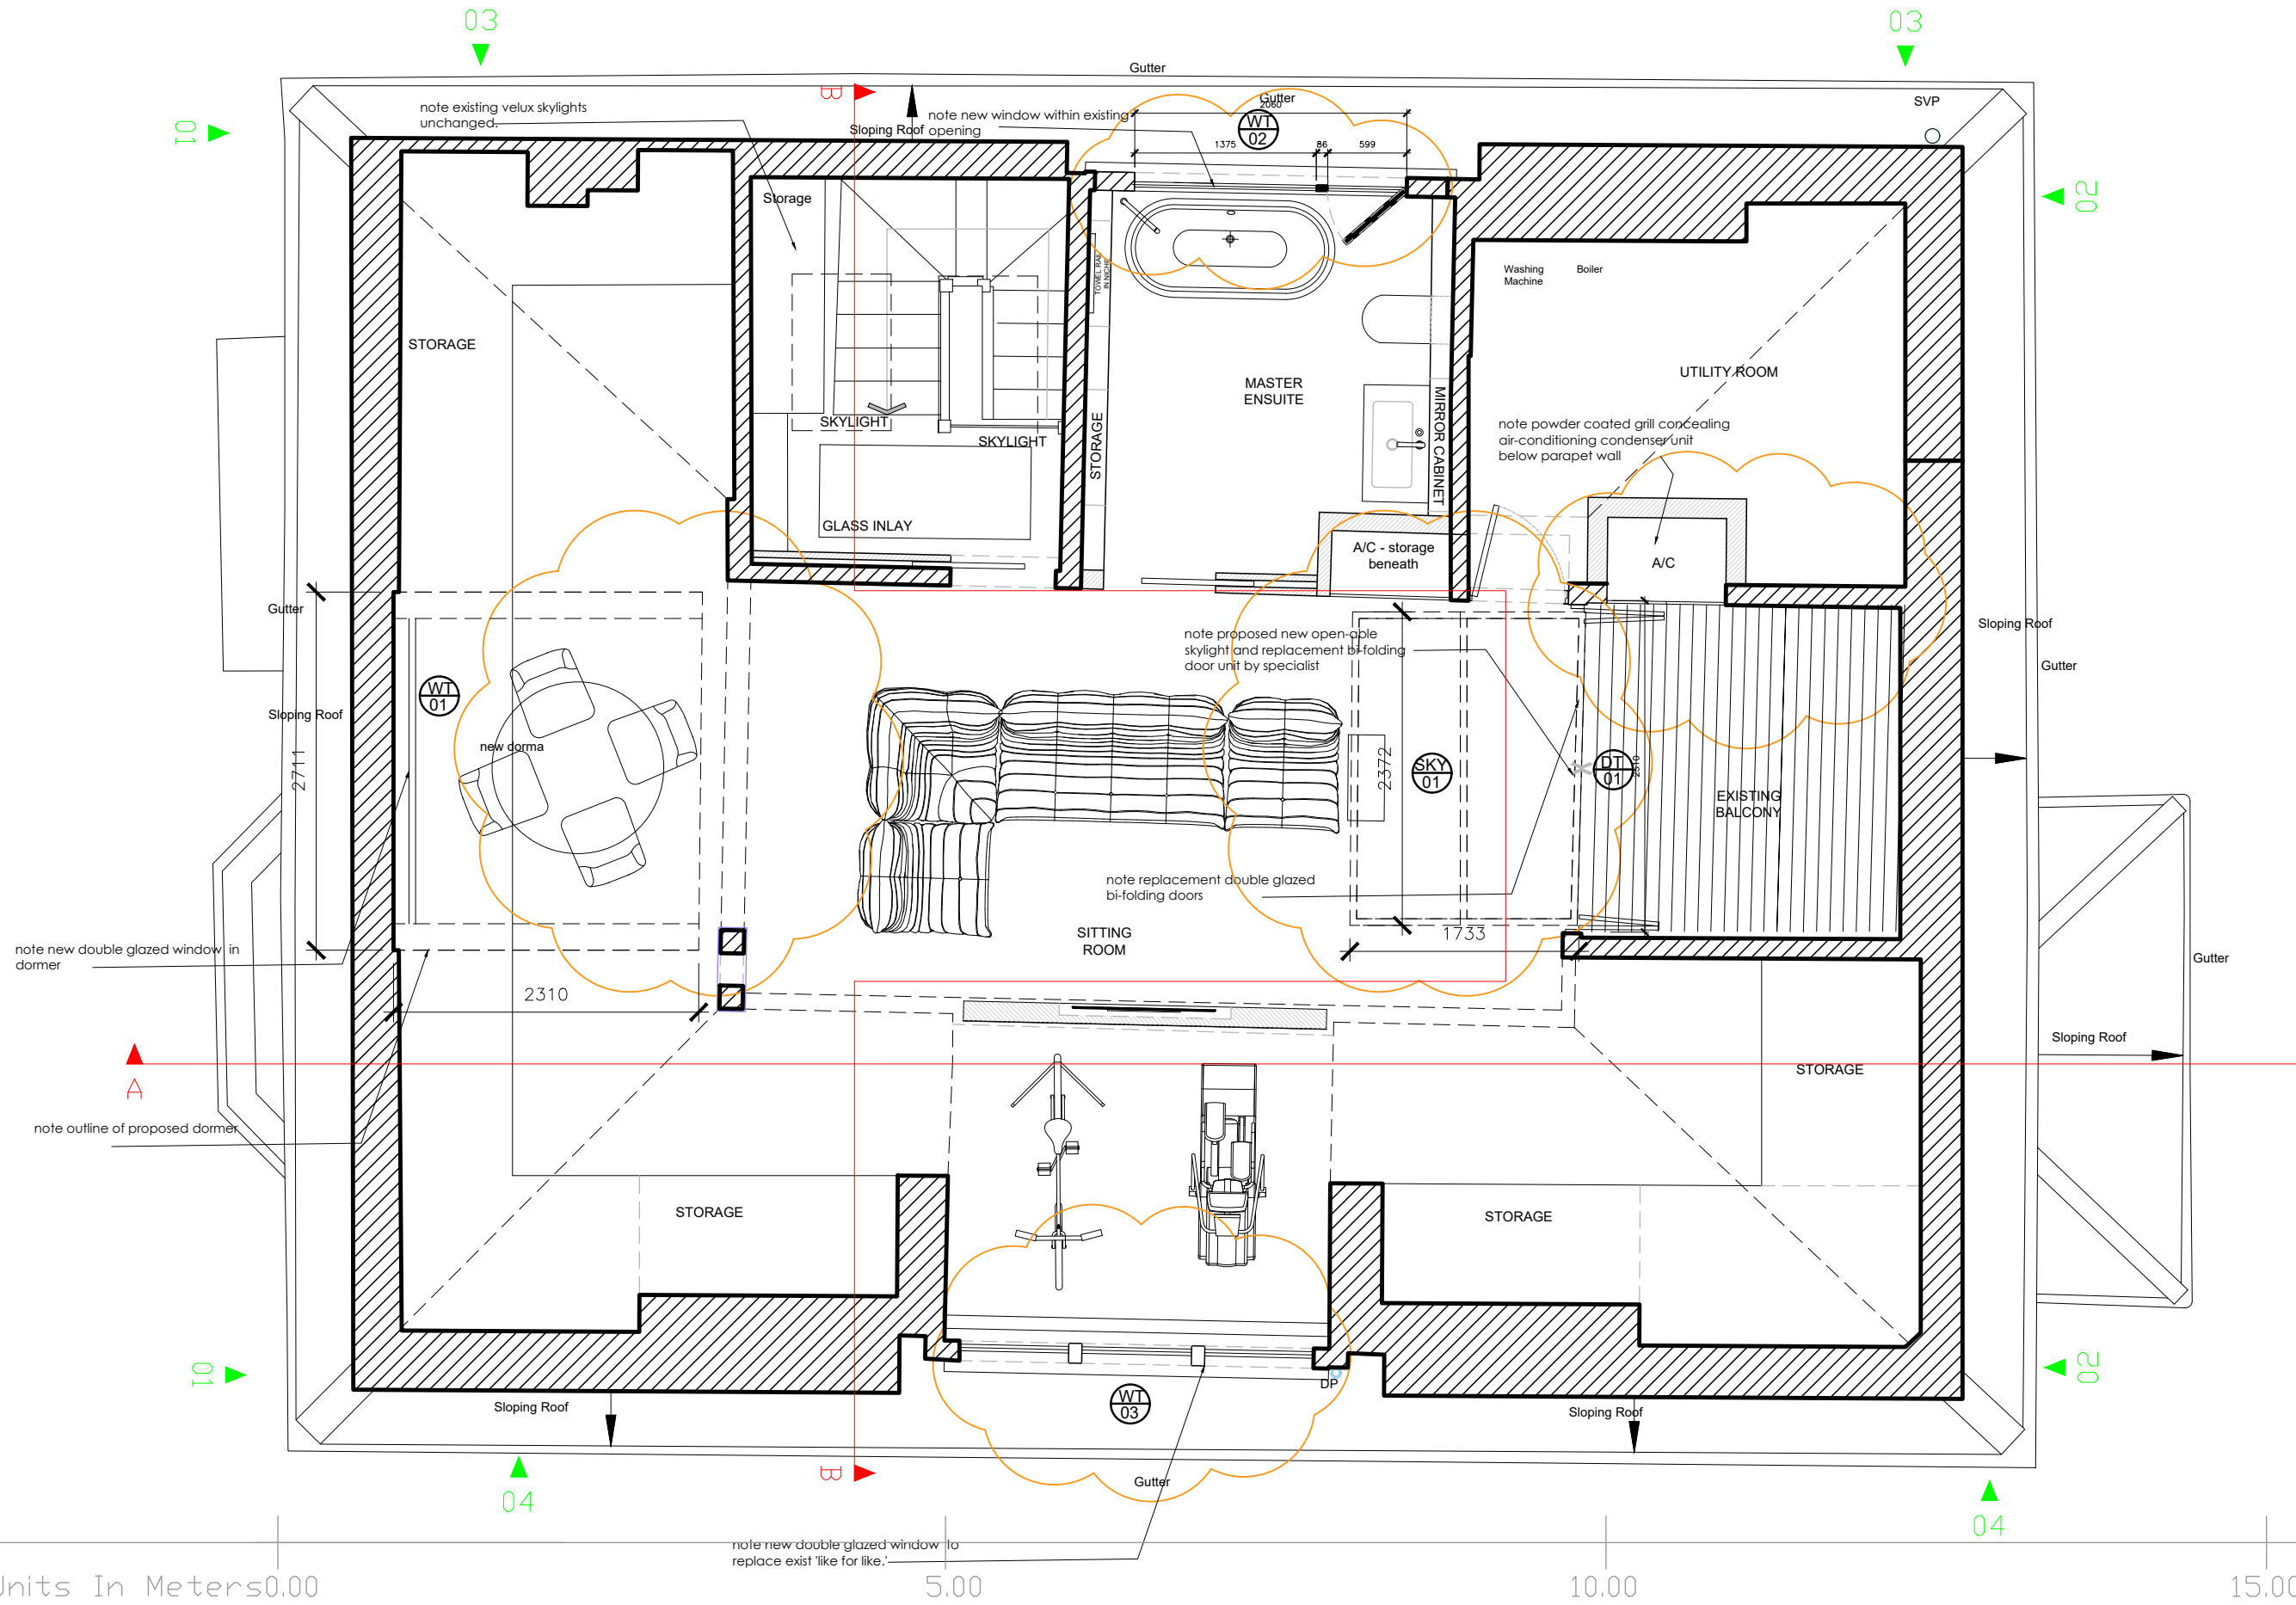 03
03
Gutter
01
note existing velux skylights
unchanged.
B
note new window within existing
opening
Gutter
2060
WT
02
SVP
Sloping Roof
1375
86
599
20
Storage
TOWEL RAIL
IN NICHE
Washing
Machine
Boiler
STORAGE
UTILITY ROOM
MASTER
ENSUITE
SKYLIGHT
SKYLIGHT
STORAGE
MIRROR CABINET
note powder coated grill concealing
air-conditioning condenser unit
below parapet wall
GLASS INLAY
A/C - storage
beneath
A/C
Gutter
note proposed new open-able
skylight and replacement bi-folding
door unit by specialist
Sloping Roof
Gutter
WT
01
Sloping Roof
new dorma
2711
2372
SKY
01
DT
01
2510
EXISTING
BALCONY
note replacement double glazed
bi-folding doors
SITTING
ROOM
1733
note new double glazed window in
dormer
2310
Gutter
Sloping Roof
A
STORAGE
note outline of proposed dormer
STORAGE
STORAGE
01
20
DP
WT
03
Sloping Roof
Sloping Roof
B
Gutter
04
04
note new double glazed window to
replace exist 'like for like.'
Units In Meters
0.00
5.00
10.00
15.00